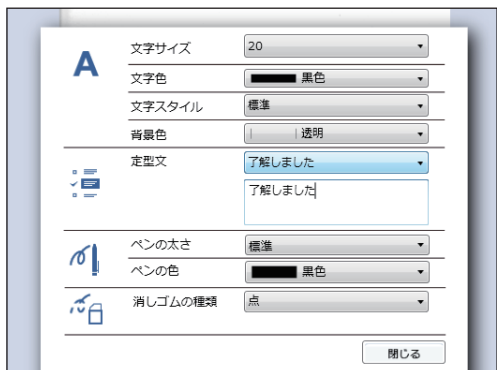 A
文字サイズ 20
文字色 黒色
文字スタイル 標準
背景色 透明
定型文 了解しました
了解しました
ペンの太さ 標準
ペンの色 黒色
消しゴムの種類 点
閉じる